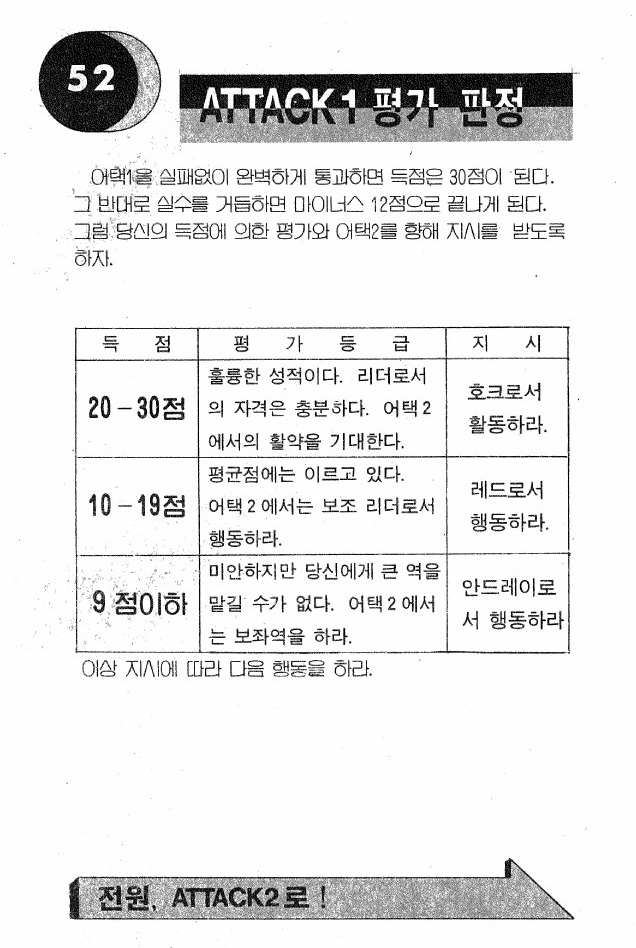 52
ATTACK1 평가 판정
어택1을 실패없이 완벽하게 통과하면 득점은 30점이 된다.
그 반대로 실수를 거듭하면 마이너스 12점으로 끝나게 된다.
그럼 당신의 득점에 의한 평가와 어택2를 향해 지시를 받도록
하자.
득 점 평 가 등 급 지 시
20-30점
훌륭한 성적이다. 리더로서
의 자격은 충분하다. 어택2
에서의 활약을 기대한다.
호크로서
활동하라.
10-19점
평균점에는 이르고 있다.
어택2에서는 보조 리더로서
행동하라.
레드로서
행동하라.
9점이하
미안하지만 당신에게 큰 역을
맡길 수가 없다. 어택2에서
는 보좌역을 하라.
안드레이로
서 행동하라
이상 지시에 따라 다음 행동을 하라.
전원, ATTACK2로!